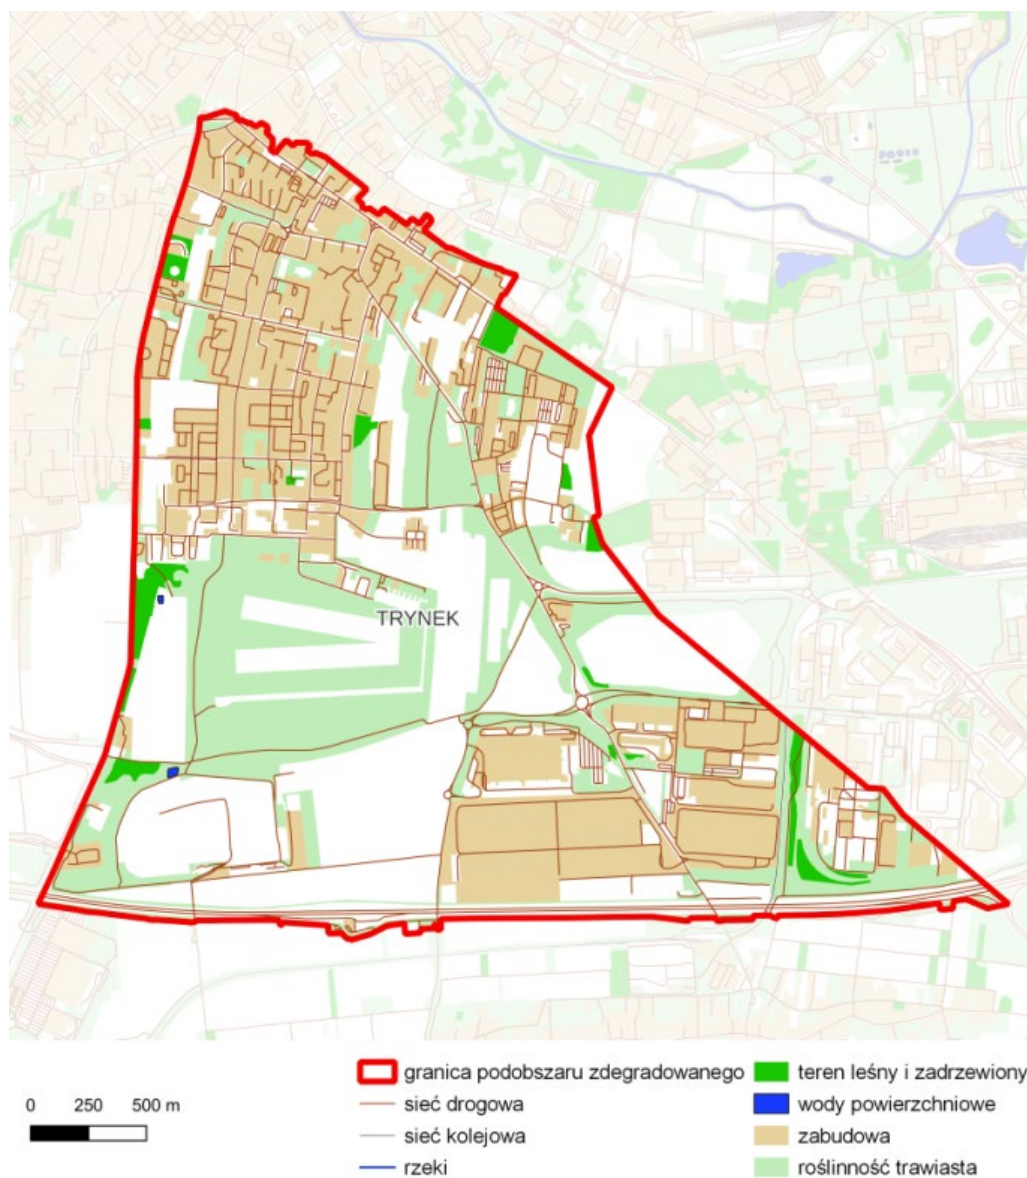 TRYNEK
0 250 500 m
granica podobszaru zdegradowanego
sieć drogowa
sieć kolejowa
rzeki
teren leśny i zadrzewiony
wody powierzchniowe
zabudowa
roślinność trawiasta